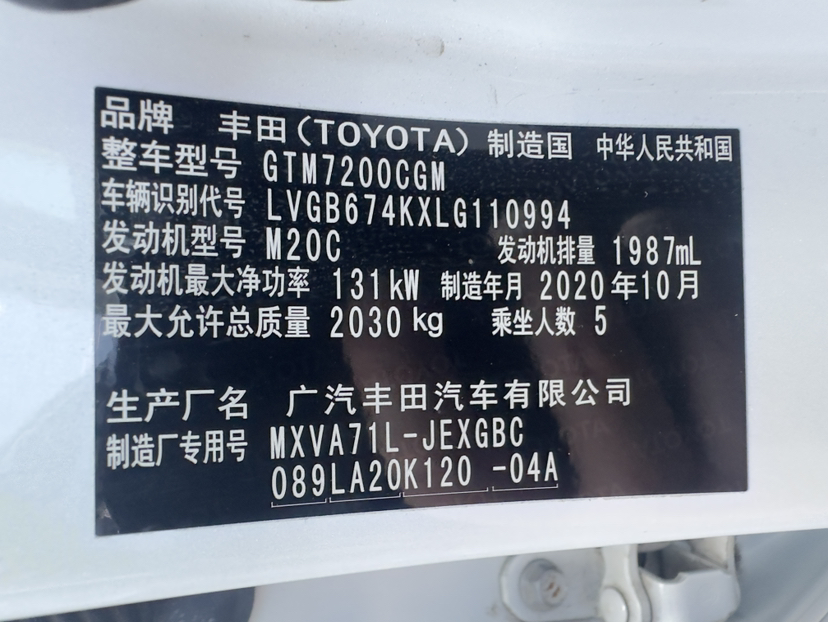 品牌 丰田(TOYOTA) 制造国 中华人民共和国
整车型号 GTM7200CGM
车辆识别代号 LVGB674KXLG110994
发动机型号 M20C 发动机排量 1987mL
发动机最大净功率 131kW 制造年月 2020年10月
最大允许总质量 2030kg 乘坐人数 5
生产厂名 广汽丰田汽车有限公司
制造厂专用号 MXVA71L-JEXGBC
089LA20K120 -04A